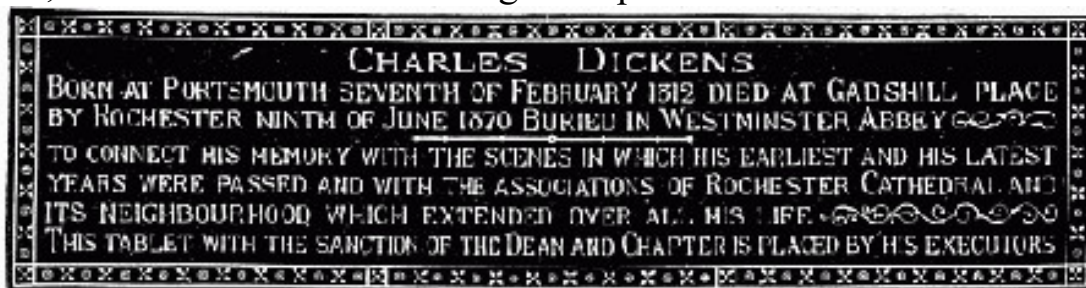 CHARLES DICKENS
BORN AT PORTSMOUTH SEVENTH OF FEBRUARY 1812 DIED AT GADSHILL PLACE
BY ROCHESTER NINTH OF JUNE 1870 BURIED IN WESTMINSTER ABBEY
TO CONNECT HIS MEMORY WITH THE SCENES IN WHICH HIS EARLIEST AND HIS LATEST
YEARS WERE PASSED AND WITH THE ASSOCIATIONS OF ROCHESTER CATHEDRAL AND
ITS NEIGHBOURHOOD WHICH EXTENDED OVER ALL HIS LIFE
THIS TABLET WITH THE SANCTION OF THE DEAN AND CHAPTER IS PLACED BY HIS EXECUTORS